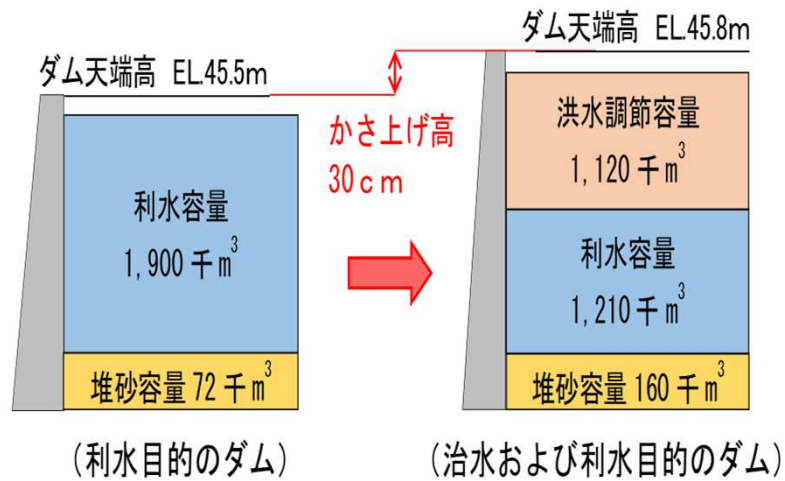 ダム天端高 EL.45.5m
利水容量
1,900千m³
堆砂容量 72千m³
(利水目的のダム)
かさ上げ高
30cm
ダム天端高 EL.45.8m
洪水調節容量
1,120千m³
利水容量
1,210千m³
堆砂容量 160千m³
(治水および利水目的のダム)